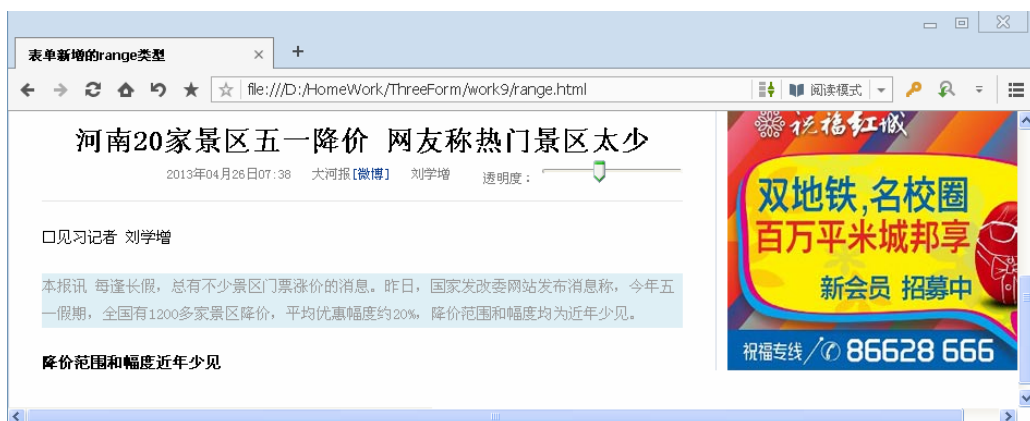 表单新增的range类型
file:///D:/HomeWork/ThreeForm/work9/range.html
阅读模式
河南20家景区五一降价 网友称热门景区太少
2013年04月26日07:38 大河报[微博] 刘学增 透明度：
口见习记者 刘学增
本报讯 每逢长假，总有不少景区门票涨价的消息。昨日，国家发改委网站发布消息称，今年五
一假期，全国有1200多家景区降价，平均优惠幅度约20%，降价范围和幅度均为近年少见。
降价范围和幅度近年少见
祝福红城
双地铁,名校圈
百万平米城邦享
新会员 招募中
祝福专线/ 86628 666